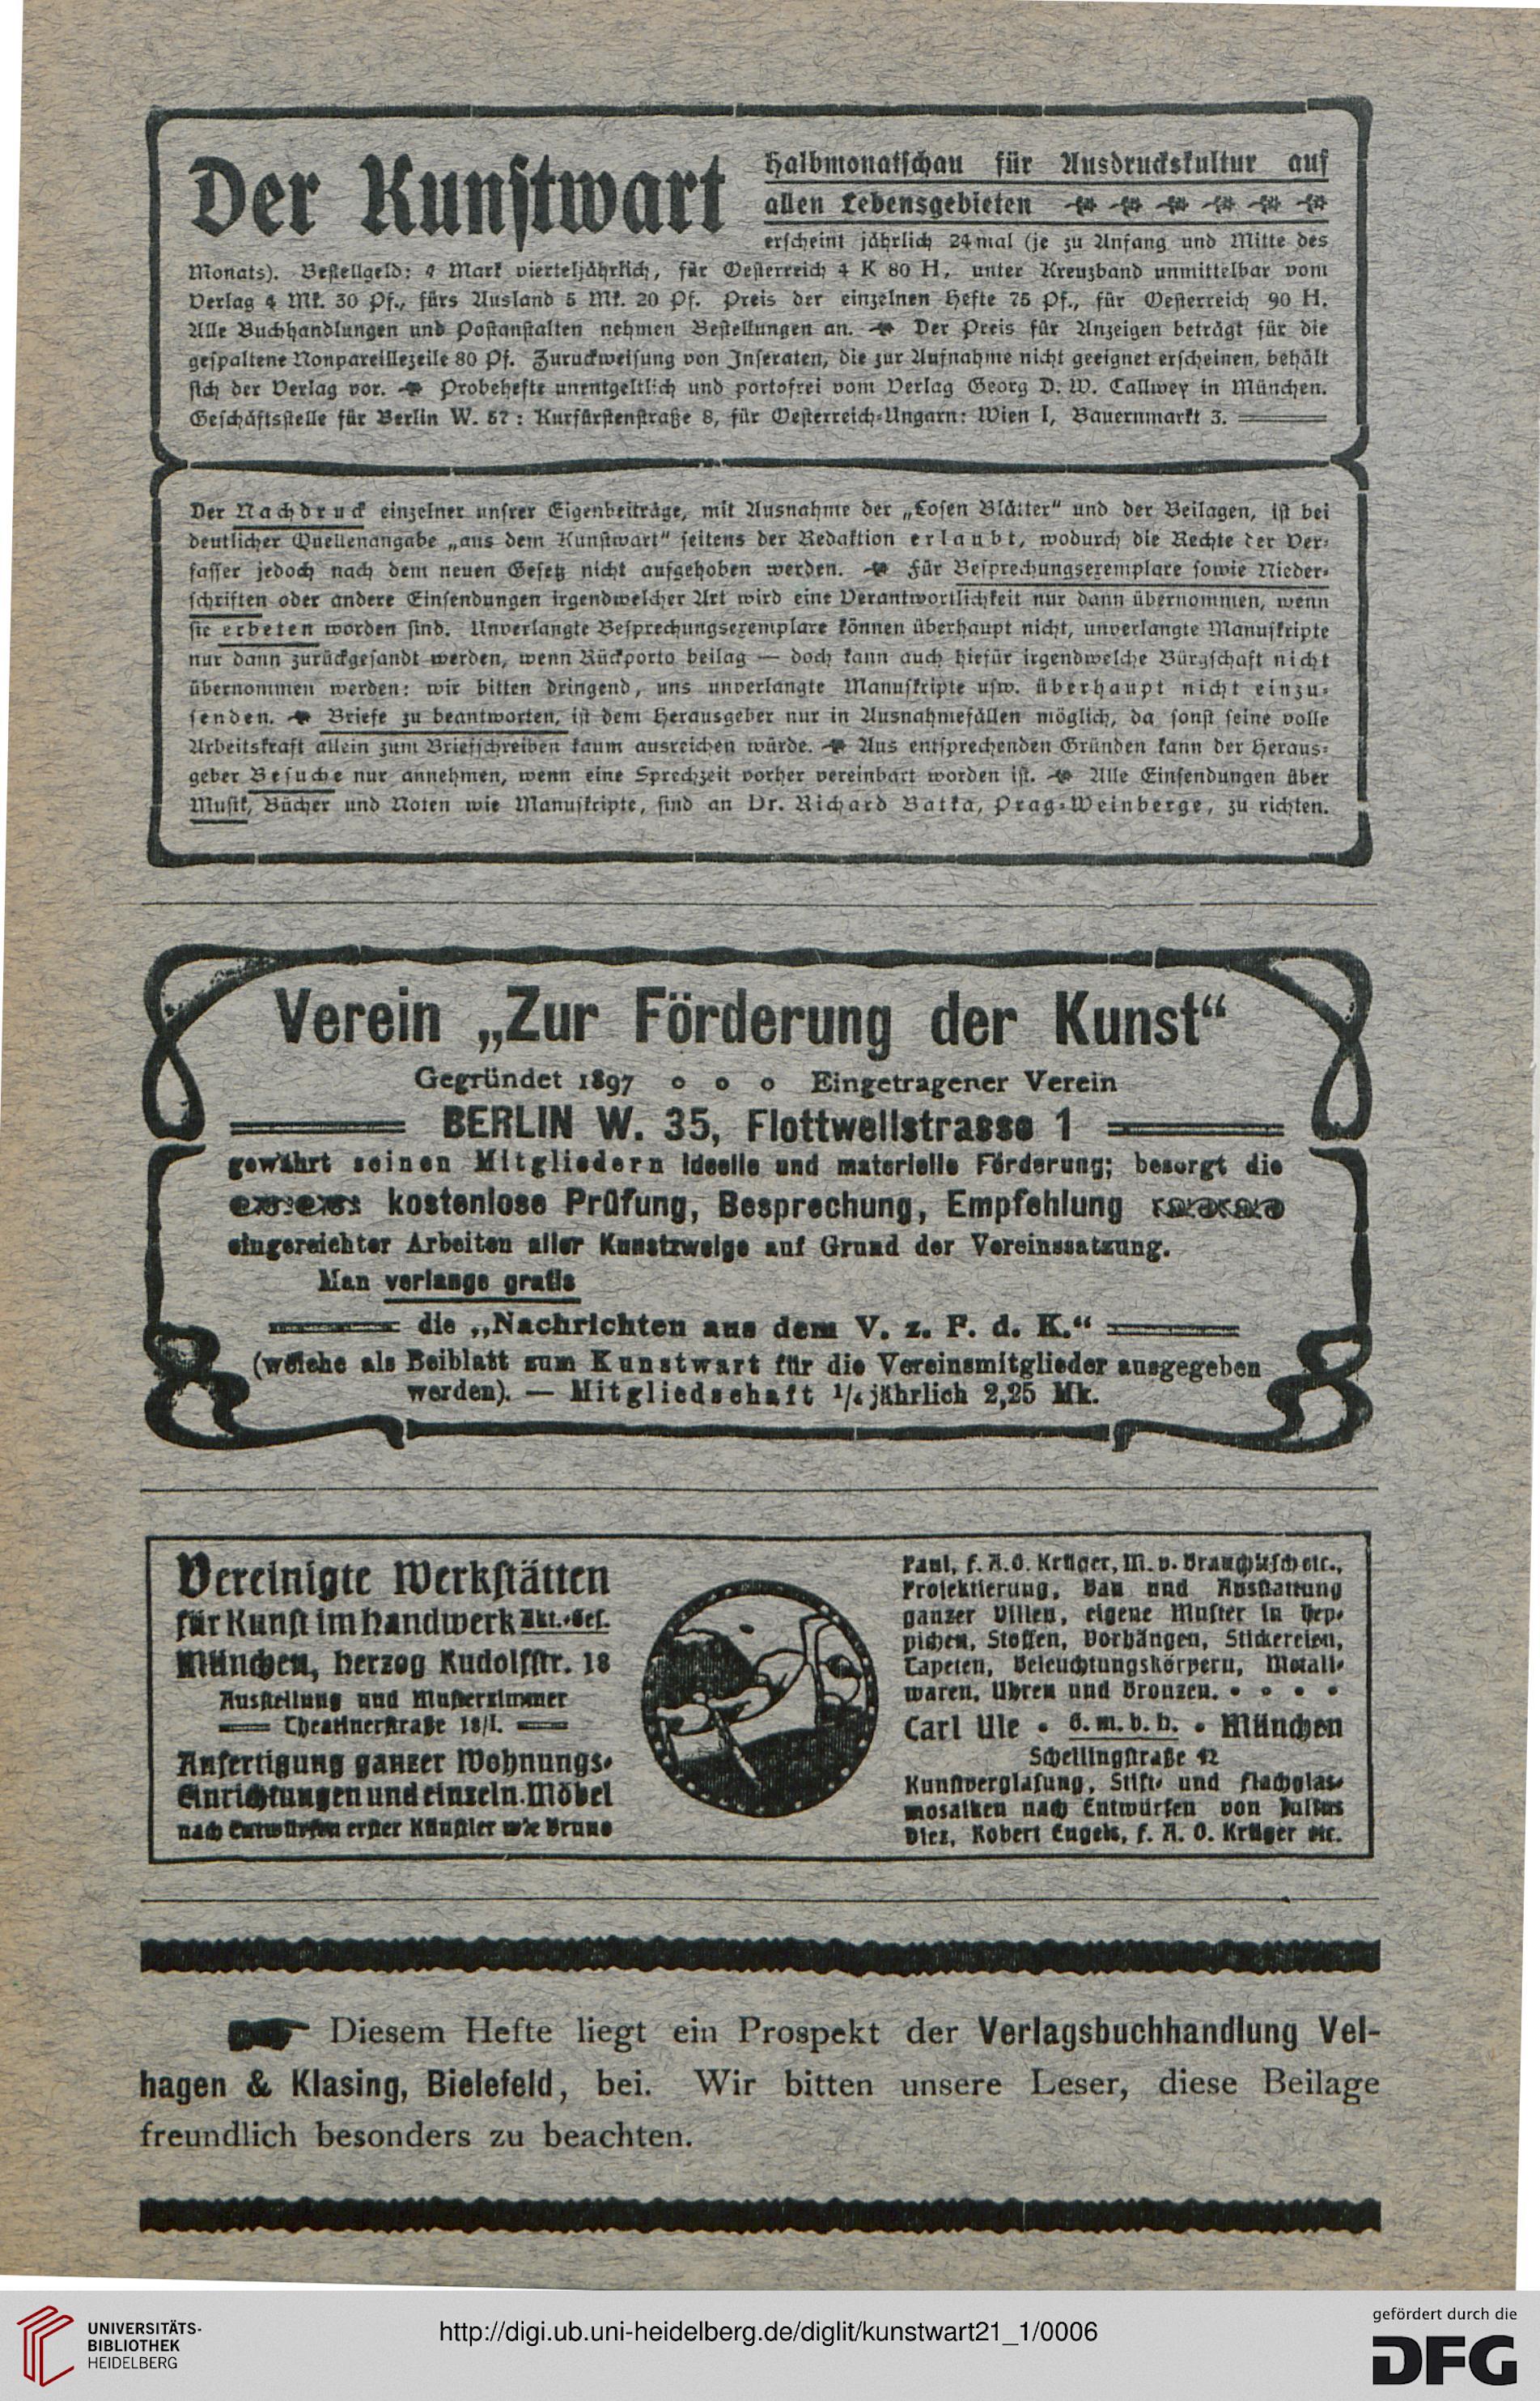 Der Kunstwart
Halbmonatschau für Ausdruckskultur auf
allen Lebensgebieten
erscheint jährlich 24mal (je zu Anfang und Mitte des
Monats). Bestellgeld: 4 Mark vierteljährlich, für Oesterreich 4 K 80 H, unter Kreuzband unmittelbar vom
Verlag 4 Mk. 30 Pf., fürs Ausland 5 Mk. 20 Pf. Preis der einzelnen Hefte 75 Pf., für Oesterreich 90 H.
Alle Buchhandlungen und Postanstalten nehmen Bestellungen an. Der Preis für Anzeigen beträgt für die
gespaltene Nonpareillezeile 80 Pf. Zurückweisung von Inseraten, die zur Aufnahme nicht geeignet erscheinen, behält
sich der Verlag vor. Probehefte unentgeltlich und portofrei vom Verlag Georg D. W. Callwey in München.
Geschäftsstelle für Berlin W. 57: Kurfürstenstraße 8, für Oesterreich-Ungarn: Wien I, Bauernmarkt 3.
Der Nachdruck einzelner unsrer Eigenbeiträge, mit Ausnahme der „Losen Blätter“ und der Beilagen, ist bei
deutlicher Quellenangabe „aus dem Kunstwart“ seitens der Redaktion erlaubt, wodurch die Rechte der Ver-
fasser jedoch nach dem neuen Gesetz nicht aufgehoben werden. Für Besprechungsexemplare sowie Nieder-
schriften oder andere Einsendungen irgendwelcher Art wird eine Verantwortlichkeit nur dann übernommen, wenn
sie erbeten worden sind. Unverlangte Besprechungsexemplare können überhaupt nicht, unverlangte Manuskripte
nur dann zurückgesandt werden, wenn Rückporto beilag — doch kann auch hiefür irgendwelche Bürgschaft nicht
übernommen werden: wir bitten dringend, uns unverlangte Manuskripte usw. überhaupt nicht einzu-
senden. Briefe zu beantworten, ist dem Herausgeber nur in Ausnahmefällen möglich, da sonst seine volle
Arbeitskraft allein zum Briefschreiben kaum ausreichen würde. Aus entsprechenden Gründen kann der Heraus-
geber Besuche nur annehmen, wenn eine Sprechzeit vorher vereinbart worden ist. Alle Einsendungen über
Musik, Bücher und Noten wie Manuskripte, sind an Dr. Richard Batka, Prag-Weinberge, zu richten.
Verein „Zur Förderung der Kunst“
Gegründet 1897 o o o Eingetragener Verein
BERLIN W. 35, Flottwellstrasse 1
gewährt seinen Mitgliedern ideelle und materielle Förderung; besorgt die
kostenlose Prüfung, Besprechung, Empfehlung
eingereichter Arbeiten aller Kunstzweige auf Grund der Vereinssatzung.
Man verlange gratis
die „Nachrichten aus dem V. z. F. d. K.“
(welche als Beiblatt zum Kunstwart für die Vereinsmitglieder ausgegeben
werden). — Mitgliedschaft 1/4 jährlich 2,25 Mk.
Vereinigte Werkstätten
für Kunst im Handwerk Akt.-Ges.
München, Herzog Rudolfstr. 18
Ausstellung und Musterzimmer
Theatinerstraße 18/I.
Anfertigung ganzer Wohnungs-
Einrichtungen und einzeln. Möbel
nach Entwürfen erster Künstler wie Bruno
Paul, F. A. O. Krüger, M. v. Brauchitsch etc.,
Projektierung, Bau und Ausstattung
ganzer Villen, eigene Muster in Tep-
pichen, Stoffen, Vorhängen, Stickereien,
Tapeten, Beleuchtungskörpern, Metall-
waren, Uhren und Bronzen. • • • •
Carl Ule • G. m. b. H. • München
Schellingstraße 42
Kunstverglasung, Stift- und Flachglas-
mosaiken nach Entwürfen von Julius
Diez, Robert Engels, F. A. O. Krüger etc.
Diesem Hefte liegt ein Prospekt der Verlagsbuchhandlung Vel-
hagen & Klasing, Bielefeld, bei. Wir bitten unsere Leser, diese Beilage
freundlich besonders zu beachten.
UNIVERSITÄTS-
BIBLIOTHEK
HEIDELBERG
http://digi.ub.uni-heidelberg.de/diglit/kunstwart21_1/0006
gefördert durch die
DFG